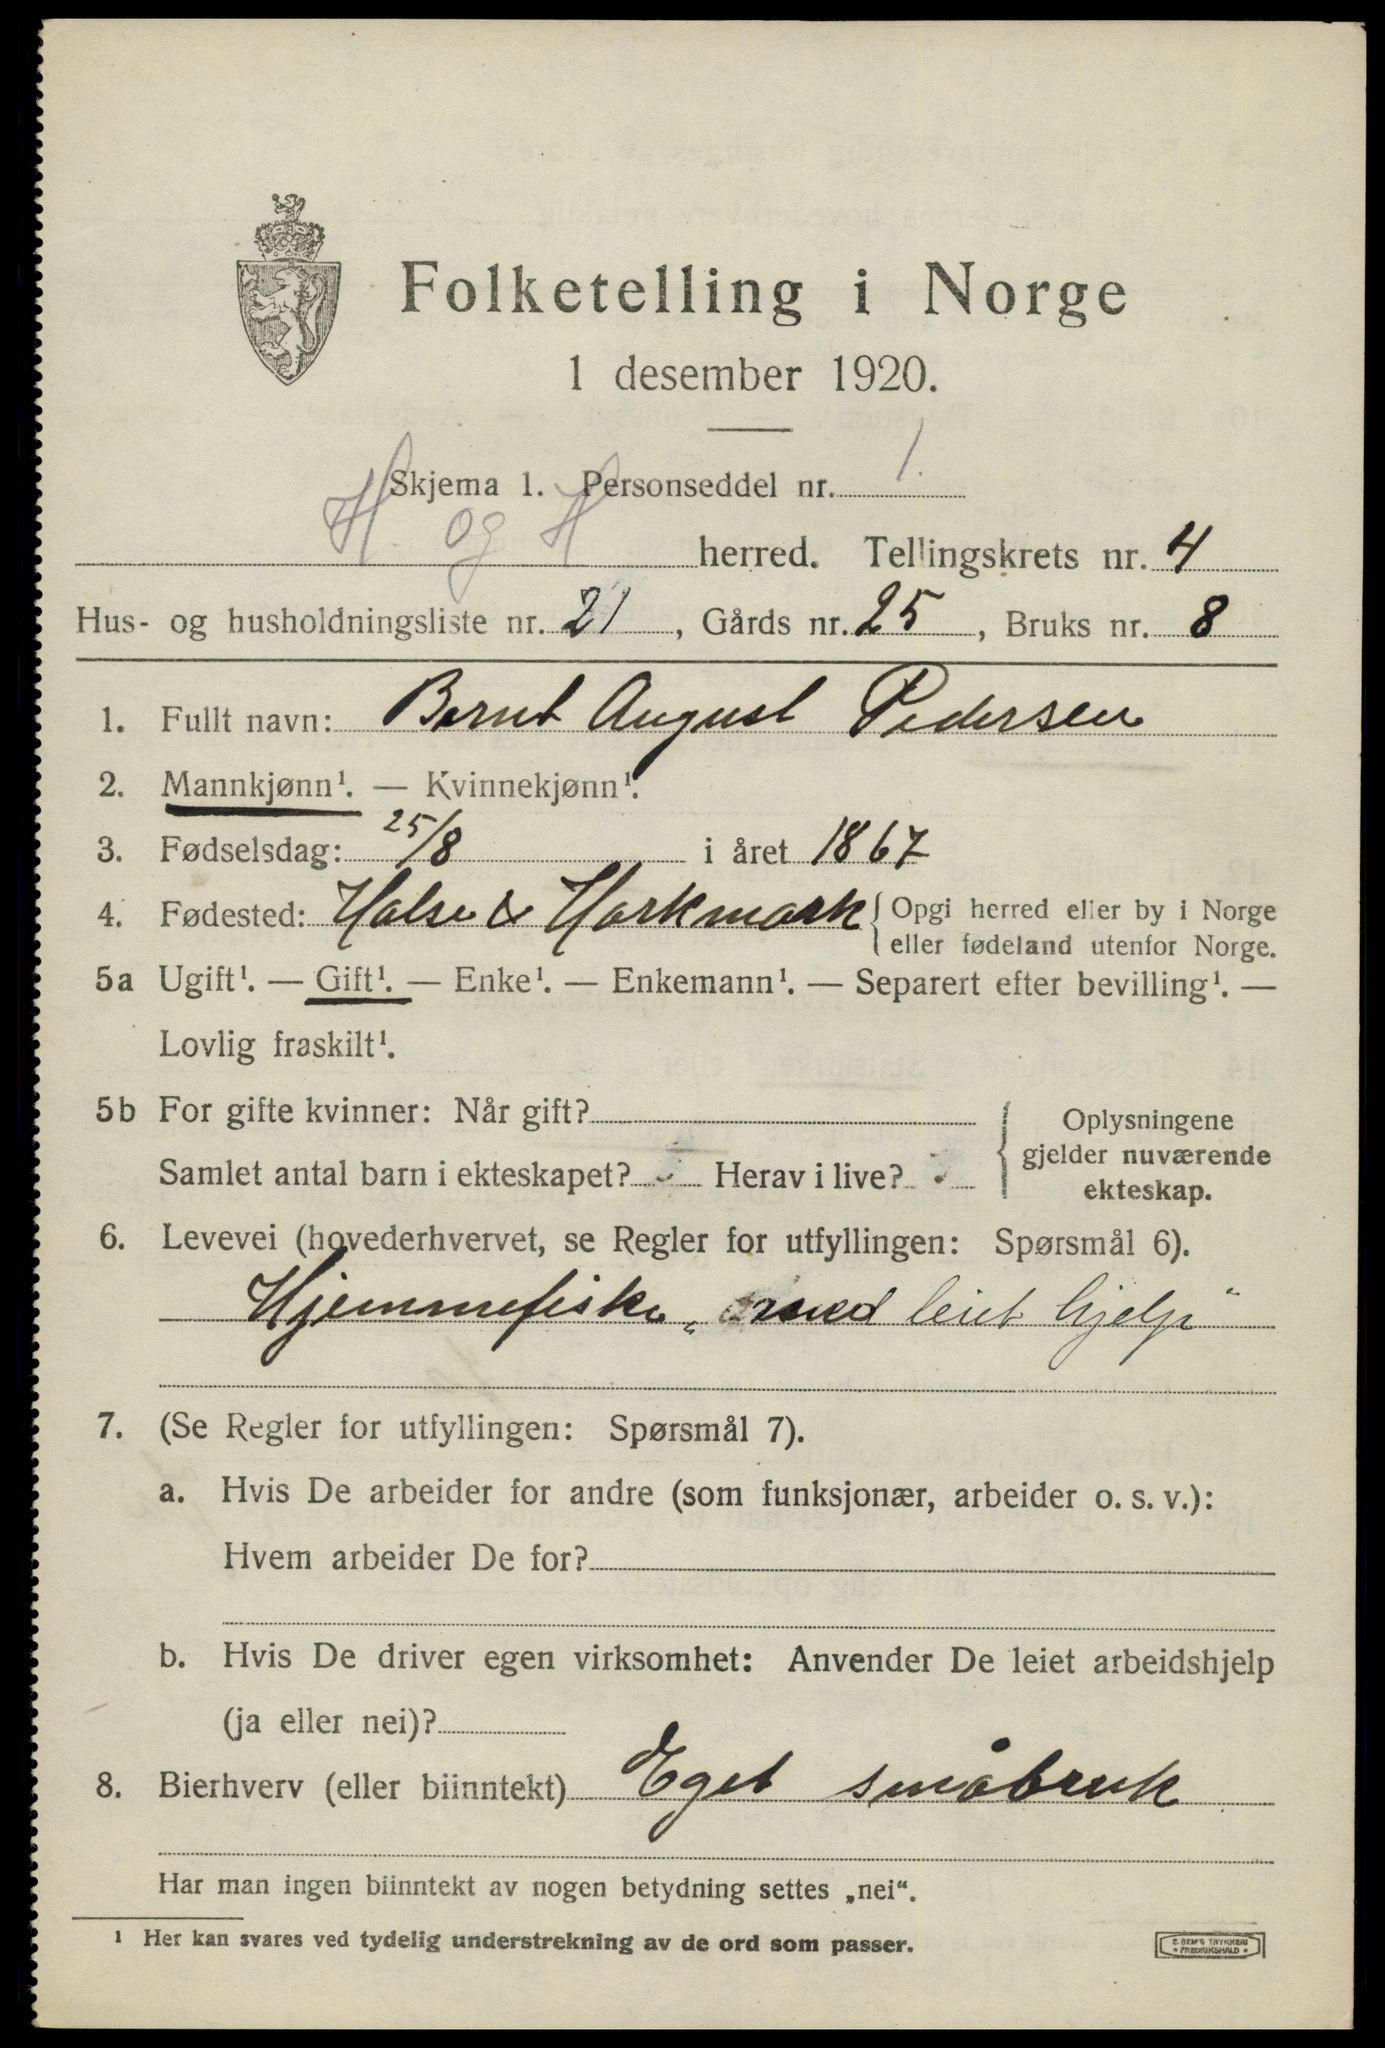 Folketelling i Norge
1 desember 1920.
Skjema 1. Personseddel nr. 1.
H. og H herred. Tellingskrets nr. 4
Hus- og husholdningsliste nr. 21, Gårds nr. 25, Bruks nr. 8
1. Fullt navn: Bernt August Pedersen
2. Mannkjønn¹. — Kvinnekjønn¹.
3. Fødselsdag: 25/8 i året 1867
4. Fødested: Halse & Harkmark { Opgi herred eller by i Norge
eller fødeland utenfor Norge.
5a Ugift¹. — Gift¹. — Enke¹. — Enkemann¹. — Separert efter bevilling¹. —
Lovlig fraskilt¹.
5b For gifte kvinner: Når gift?
Samlet antal barn i ekteskapet? Herav i live?
{ Oplysningene
gjelder nuværende
ekteskap.
6. Levevei (hovederhvervet, se Regler for utfyllingen: Spørsmål 6).
Hjemmefiske „med leiet hjelp"
7. (Se Regler for utfyllingen: Spørsmål 7).
a. Hvis De arbeider for andre (som funksjonær, arbeider o. s. v.):
Hvem arbeider De for?
b. Hvis De driver egen virksomhet: Anvender De leiet arbeidshjelp
(ja eller nei)?
8. Bierhverv (eller biinntekt) Eget småbruk
Har man ingen biinntekt av nogen betydning settes „nei“.
¹ Her kan svares ved tydelig understrekning av de ord som passer.
E. SEM'S TRYKKERI
• FREDRIKSHALD •